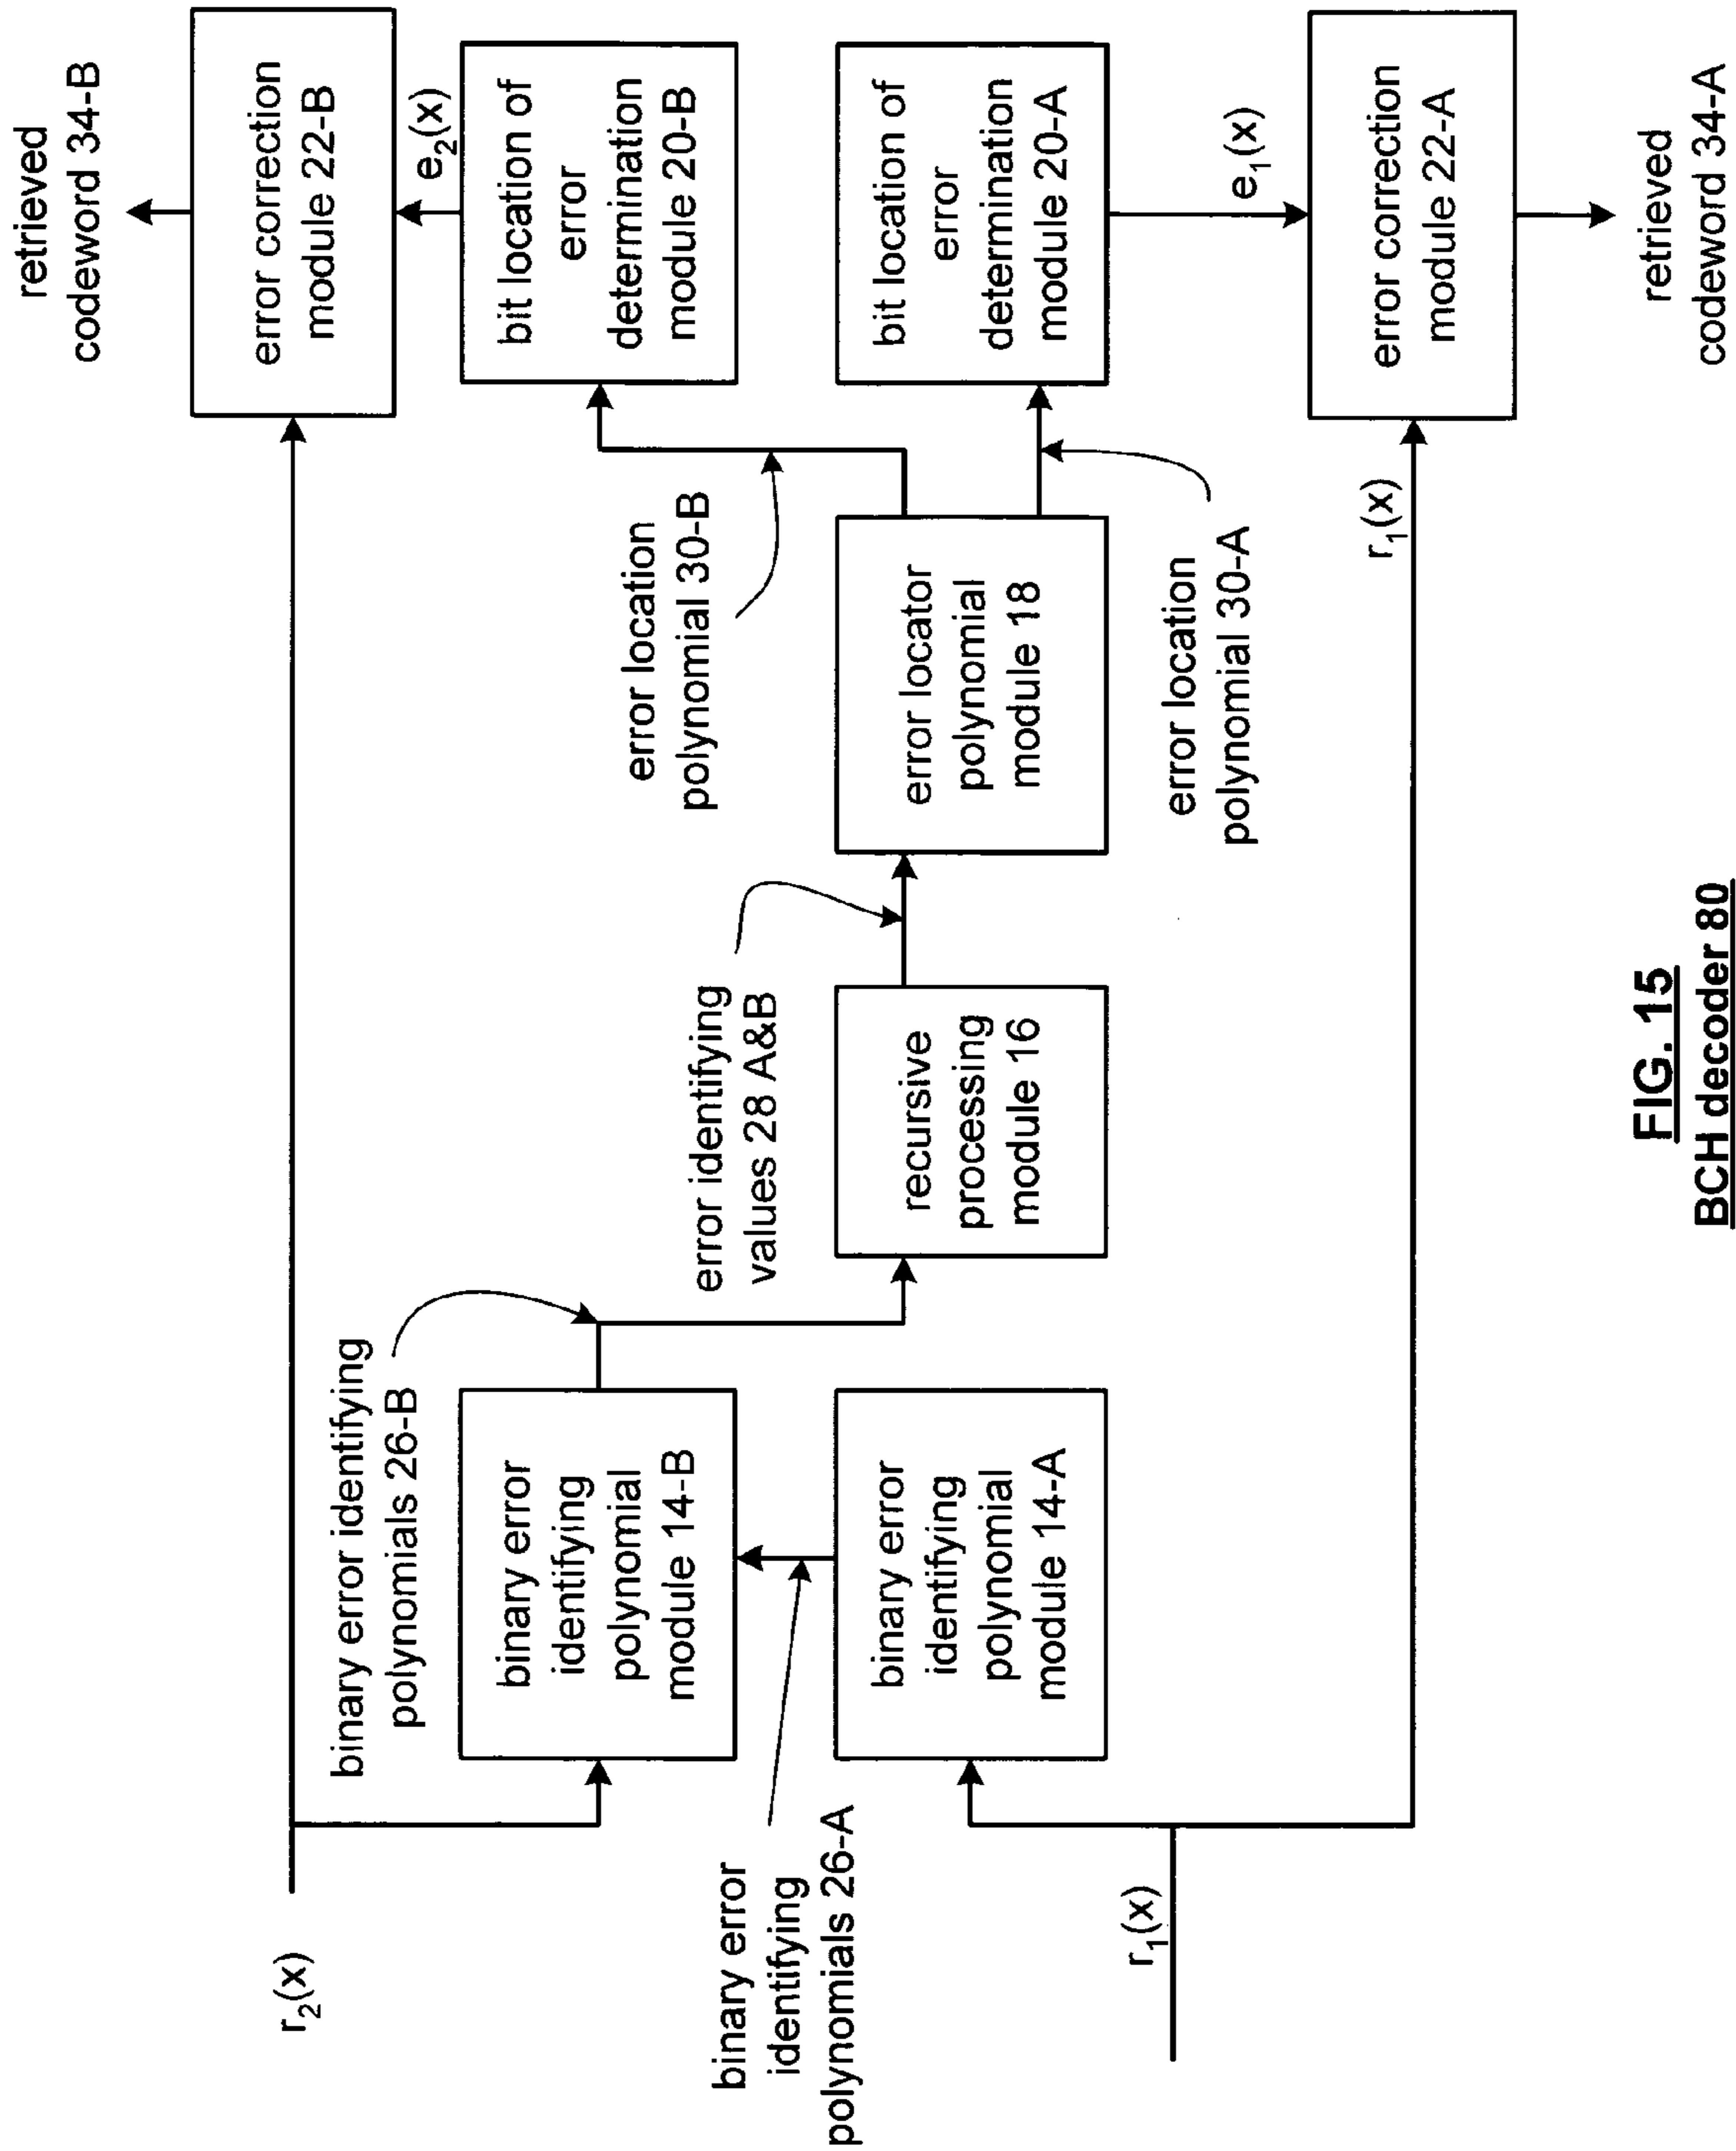 retrieved
codeword 34-B
error correction
module 22-B
e2(x)
bit location of
error
determination
module 20-B
error location
polynomial 30-B
binary error identifying
polynomials 26-B
r2(x)
binary error
identifying
polynomial
module 14-B
error identifying
values 28 A&B
binary error
identifying
polynomials 26-A
binary error
identifying
polynomial
module 14-A
recursive
processing
module 16
error locator
polynomial
module 18
bit location of
error
determination
module 20-A
error location
polynomial 30-A
e1(x)
r1(x)
r1(x)
error correction
module 22-A
retrieved
codeword 34-A
FIG. 15
BCH decoder 80